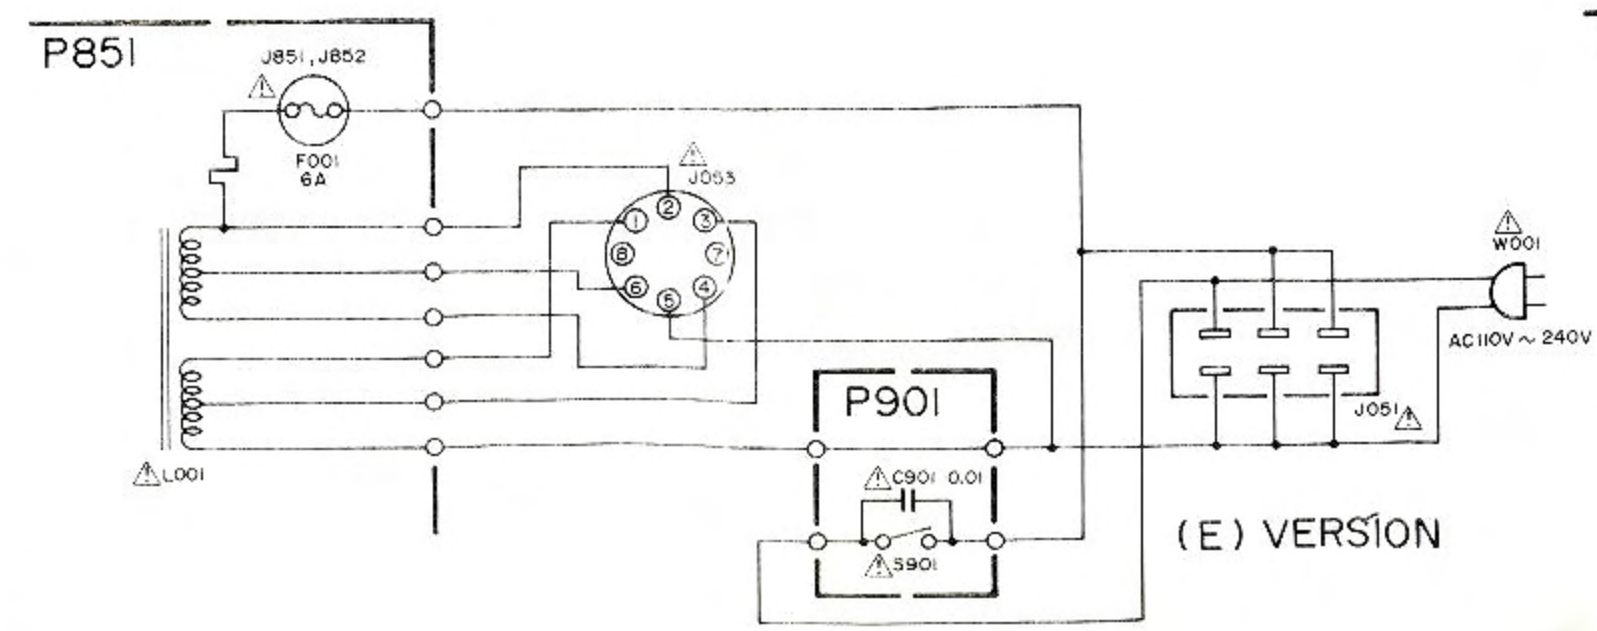 P851
J851, J852
F001
6A
J053
1
2
3
8
7
6
5
4
W001
AC110V ~ 240V
P901
J051
L001
C901 0.01
S901
(E) VERSION